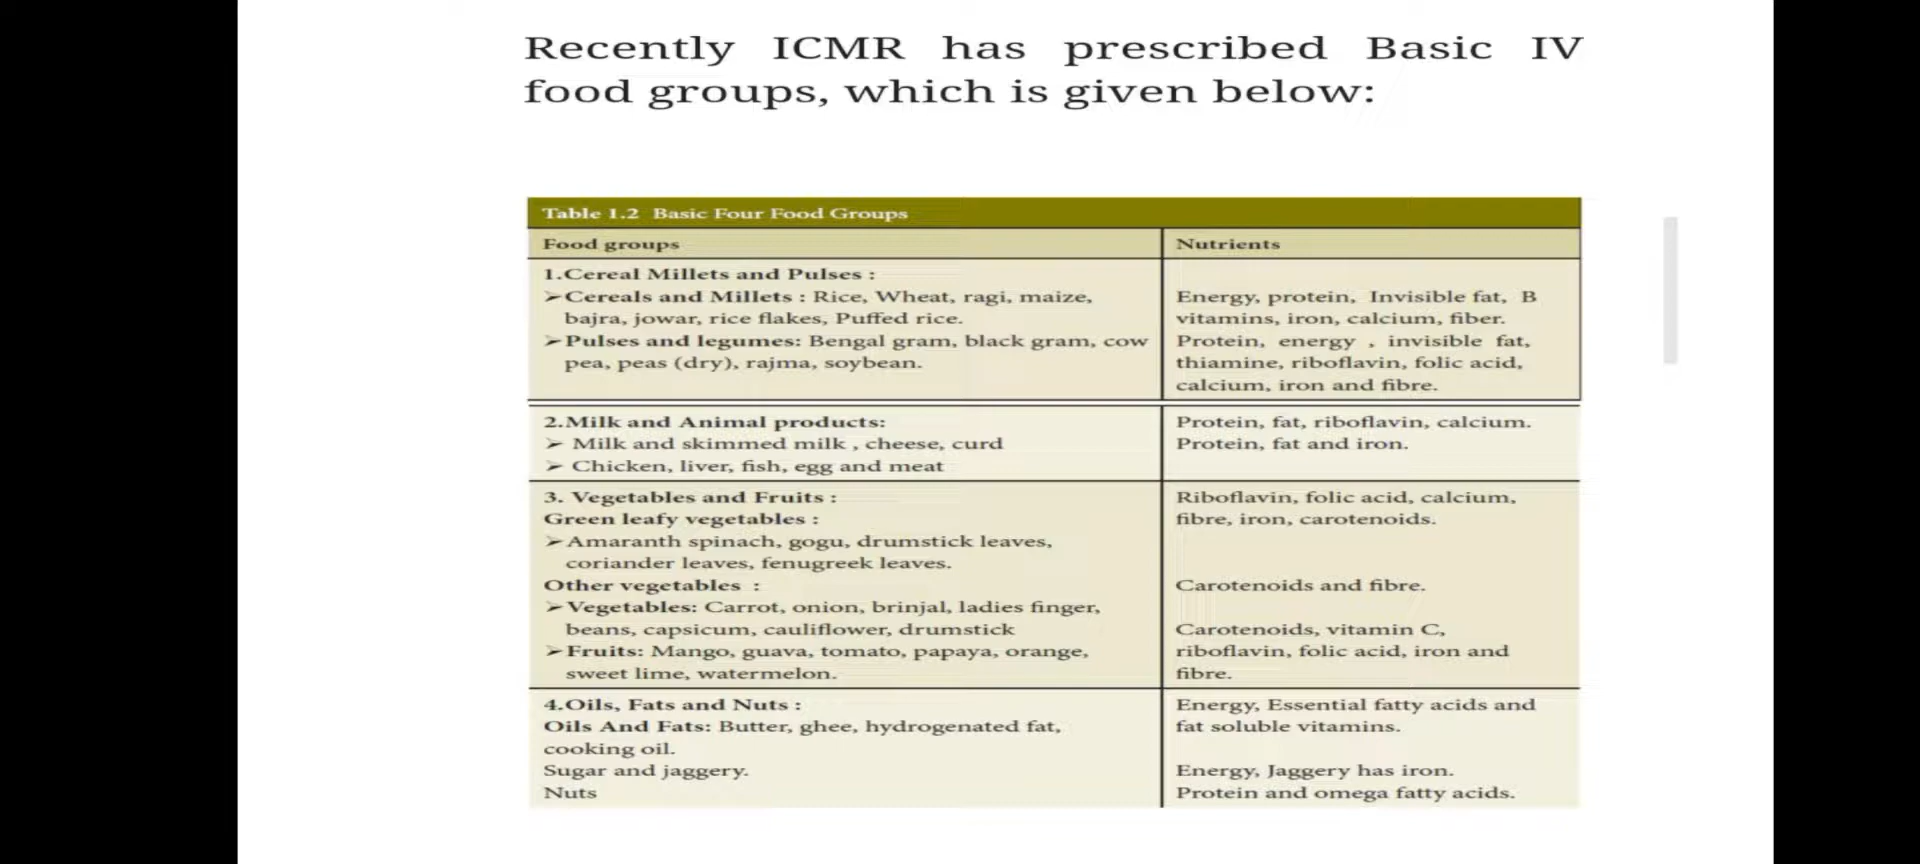 Recently ICMR has prescribed Basic IV
food groups, which is given below:
Table 1.2 Basic Four Food Groups
Food groups
Nutrients
1.Cereal Millets and Pulses :
➢Cereals and Millets : Rice, Wheat, ragi, maize,
bajra, jowar, rice flakes, Puffed rice.
➢Pulses and legumes: Bengal gram, black gram, cow
pea, peas (dry), rajma, soybean.
Energy, protein, Invisible fat, B
vitamins, iron, calcium, fiber.
Protein, energy , invisible fat,
thiamine, riboflavin, folic acid,
calcium, iron and fibre.
2.Milk and Animal products:
➢ Milk and skimmed milk , cheese, curd
➢ Chicken, liver, fish, egg and meat
Protein, fat, riboflavin, calcium.
Protein, fat and iron.
3. Vegetables and Fruits :
Green leafy vegetables :
➢Amaranth spinach, gogu, drumstick leaves,
coriander leaves, fenugreek leaves.
Other vegetables :
➢Vegetables: Carrot, onion, brinjal, ladies finger,
beans, capsicum, cauliflower, drumstick
➢Fruits: Mango, guava, tomato, papaya, orange,
sweet lime, watermelon.
Riboflavin, folic acid, calcium,
fibre, iron, carotenoids.
Carotenoids and fibre.
Carotenoids, vitamin C,
riboflavin, folic acid, iron and
fibre.
4.Oils, Fats and Nuts :
Oils And Fats: Butter, ghee, hydrogenated fat,
cooking oil.
Sugar and jaggery.
Nuts
Energy, Essential fatty acids and
fat soluble vitamins.
Energy, Jaggery has iron.
Protein and omega fatty acids.